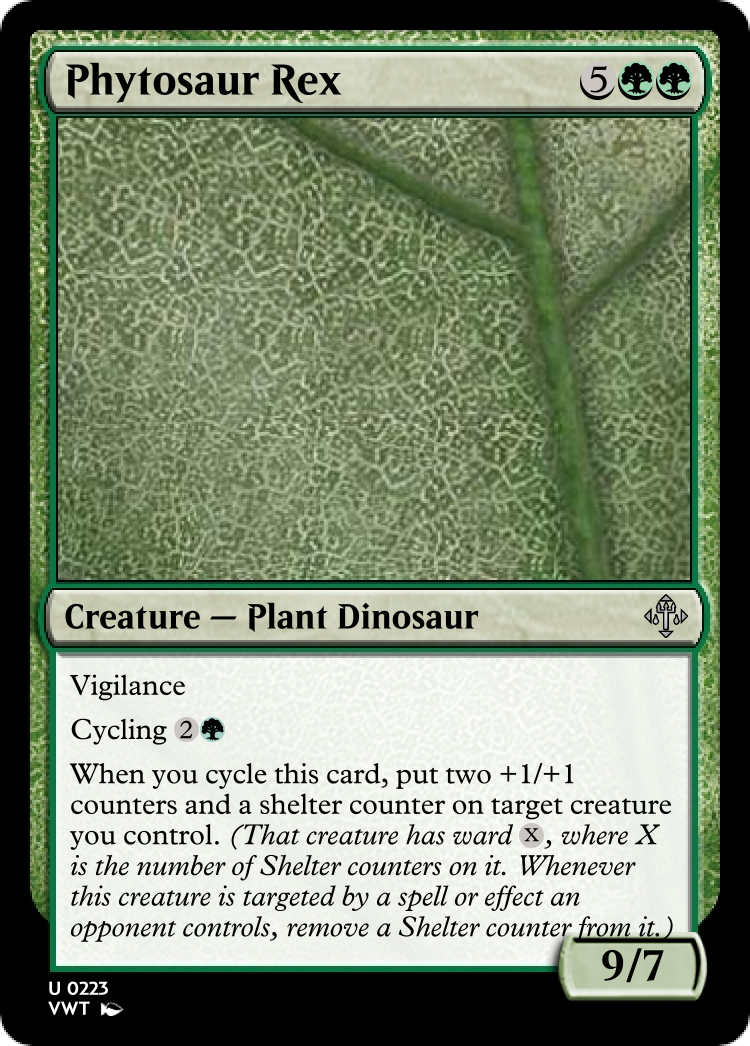 Phytosaur Rex 5
Creature — Plant Dinosaur
Vigilance
Cycling 2
When you cycle this card, put two +1/+1
counters and a shelter counter on target creature
you control. (That creature has ward X, where X
is the number of Shelter counters on it. Whenever
this creature is targeted by a spell or effect an
opponent controls, remove a Shelter counter from it.)
9/7
U 0223
VWT